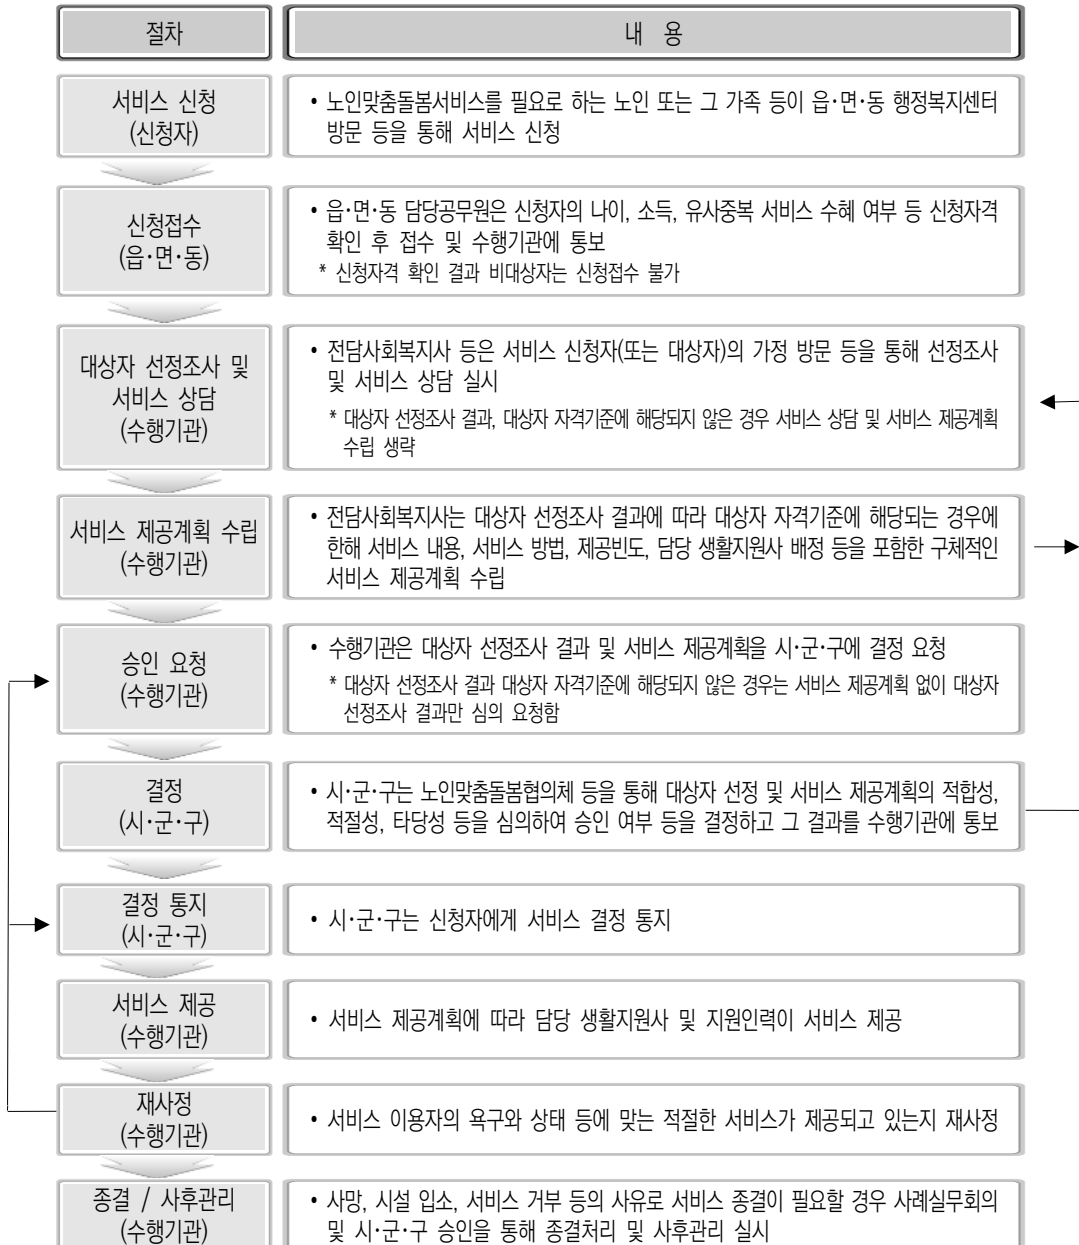 절차
내 용
서비스 신청
(신청자)
• 노인맞춤돌봄서비스를 필요로 하는 노인 또는 그 가족 등이 읍·면·동 행정복지센터
방문 등을 통해 서비스 신청
신청접수
(읍·면·동)
• 읍·면·동 담당공무원은 신청자의 나이, 소득, 유사중복 서비스 수혜 여부 등 신청자격
확인 후 접수 및 수행기관에 통보
* 신청자격 확인 결과 비대상자는 신청접수 불가
대상자 선정조사 및
서비스 상담
(수행기관)
• 전담사회복지사 등은 서비스 신청자(또는 대상자)의 가정 방문 등을 통해 선정조사
및 서비스 상담 실시
* 대상자 선정조사 결과, 대상자 자격기준에 해당되지 않은 경우 서비스 상담 및 서비스 제공계획
수립 생략
서비스 제공계획 수립
(수행기관)
• 전담사회복지사는 대상자 선정조사 결과에 따라 대상자 자격기준에 해당되는 경우에
한해 서비스 내용, 서비스 방법, 제공빈도, 담당 생활지원사 배정 등을 포함한 구체적인
서비스 제공계획 수립
승인 요청
(수행기관)
• 수행기관은 대상자 선정조사 결과 및 서비스 제공계획을 시·군·구에 결정 요청
* 대상자 선정조사 결과 대상자 자격기준에 해당되지 않은 경우는 서비스 제공계획 없이 대상자
선정조사 결과만 심의 요청함
결정
(시·군·구)
• 시·군·구는 노인맞춤돌봄협의체 등을 통해 대상자 선정 및 서비스 제공계획의 적합성,
적절성, 타당성 등을 심의하여 승인 여부 등을 결정하고 그 결과를 수행기관에 통보
결정 통지
(시·군·구)
• 시·군·구는 신청자에게 서비스 결정 통지
서비스 제공
(수행기관)
• 서비스 제공계획에 따라 담당 생활지원사 및 지원인력이 서비스 제공
재사정
(수행기관)
• 서비스 이용자의 욕구와 상태 등에 맞는 적절한 서비스가 제공되고 있는지 재사정
종결 / 사후관리
(수행기관)
• 사망, 시설 입소, 서비스 거부 등의 사유로 서비스 종결이 필요할 경우 사례실무회의
및 시·군·구 승인을 통해 종결처리 및 사후관리 실시